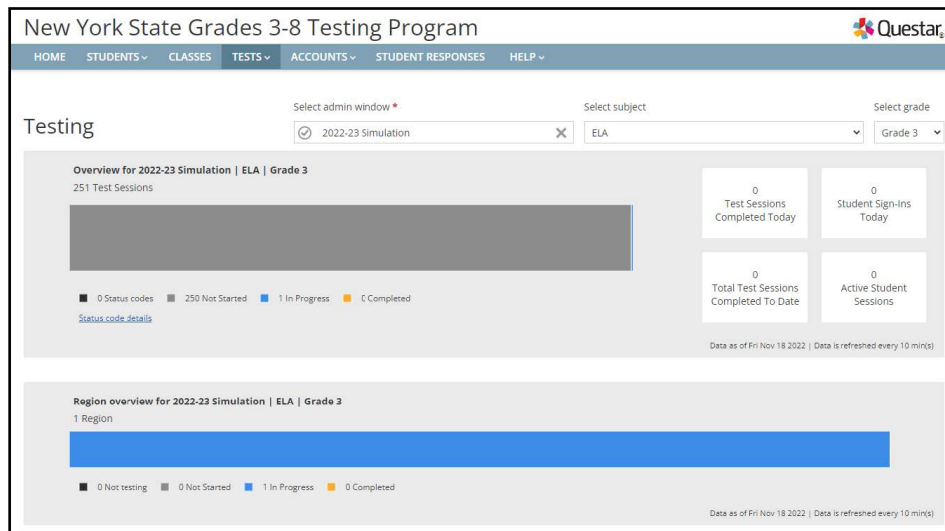 New York State Grades 3-8 Testing Program
Questar®
HOME STUDENTS CLASSES TESTS ACCOUNTS STUDENT RESPONSES HELP
Testing
Select admin window *
2022-23 Simulation
Select subject
ELA
Select grade
Grade 3
Overview for 2022-23 Simulation | ELA | Grade 3
251 Test Sessions
0 Status codes 250 Not Started 1 In Progress 0 Completed
Status code details
0
Test Sessions
Completed Today
0
Student Sign-Ins
Today
0
Total Test Sessions
Completed To Date
0
Active Student
Sessions
Data as of Fri Nov 18 2022 | Data is refreshed every 10 min(s)
Region overview for 2022-23 Simulation | ELA | Grade 3
1 Region
0 Not testing 0 Not Started 1 In Progress 0 Completed
Data as of Fri Nov 18 2022 | Data is refreshed every 10 min(s)